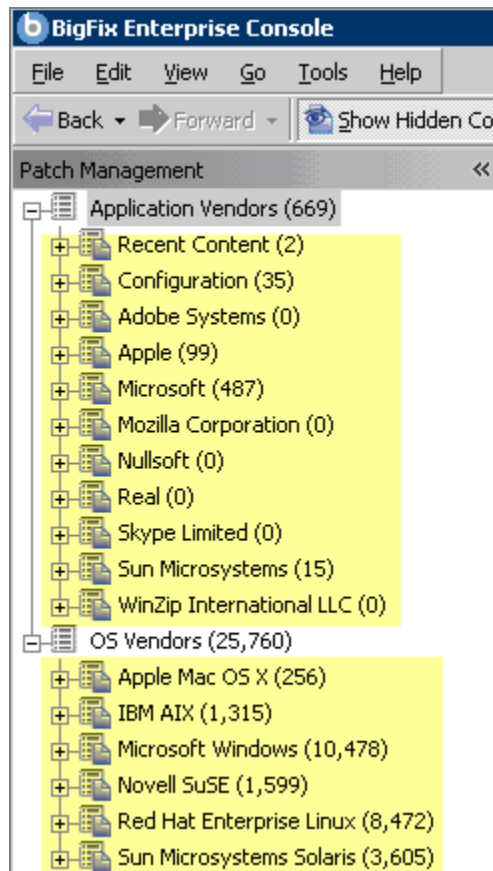 BigFix Enterprise Console
File Edit View Go Tools Help
Back Forward Show Hidden Co
Patch Management «
Application Vendors (669)
Recent Content (2)
Configuration (35)
Adobe Systems (0)
Apple (99)
Microsoft (487)
Mozilla Corporation (0)
Nullsoft (0)
Real (0)
Skype Limited (0)
Sun Microsystems (15)
WinZip International LLC (0)
OS Vendors (25,760)
Apple Mac OS X (256)
IBM AIX (1,315)
Microsoft Windows (10,478)
Novell SuSE (1,599)
Red Hat Enterprise Linux (8,472)
Sun Microsystems Solaris (3,605)